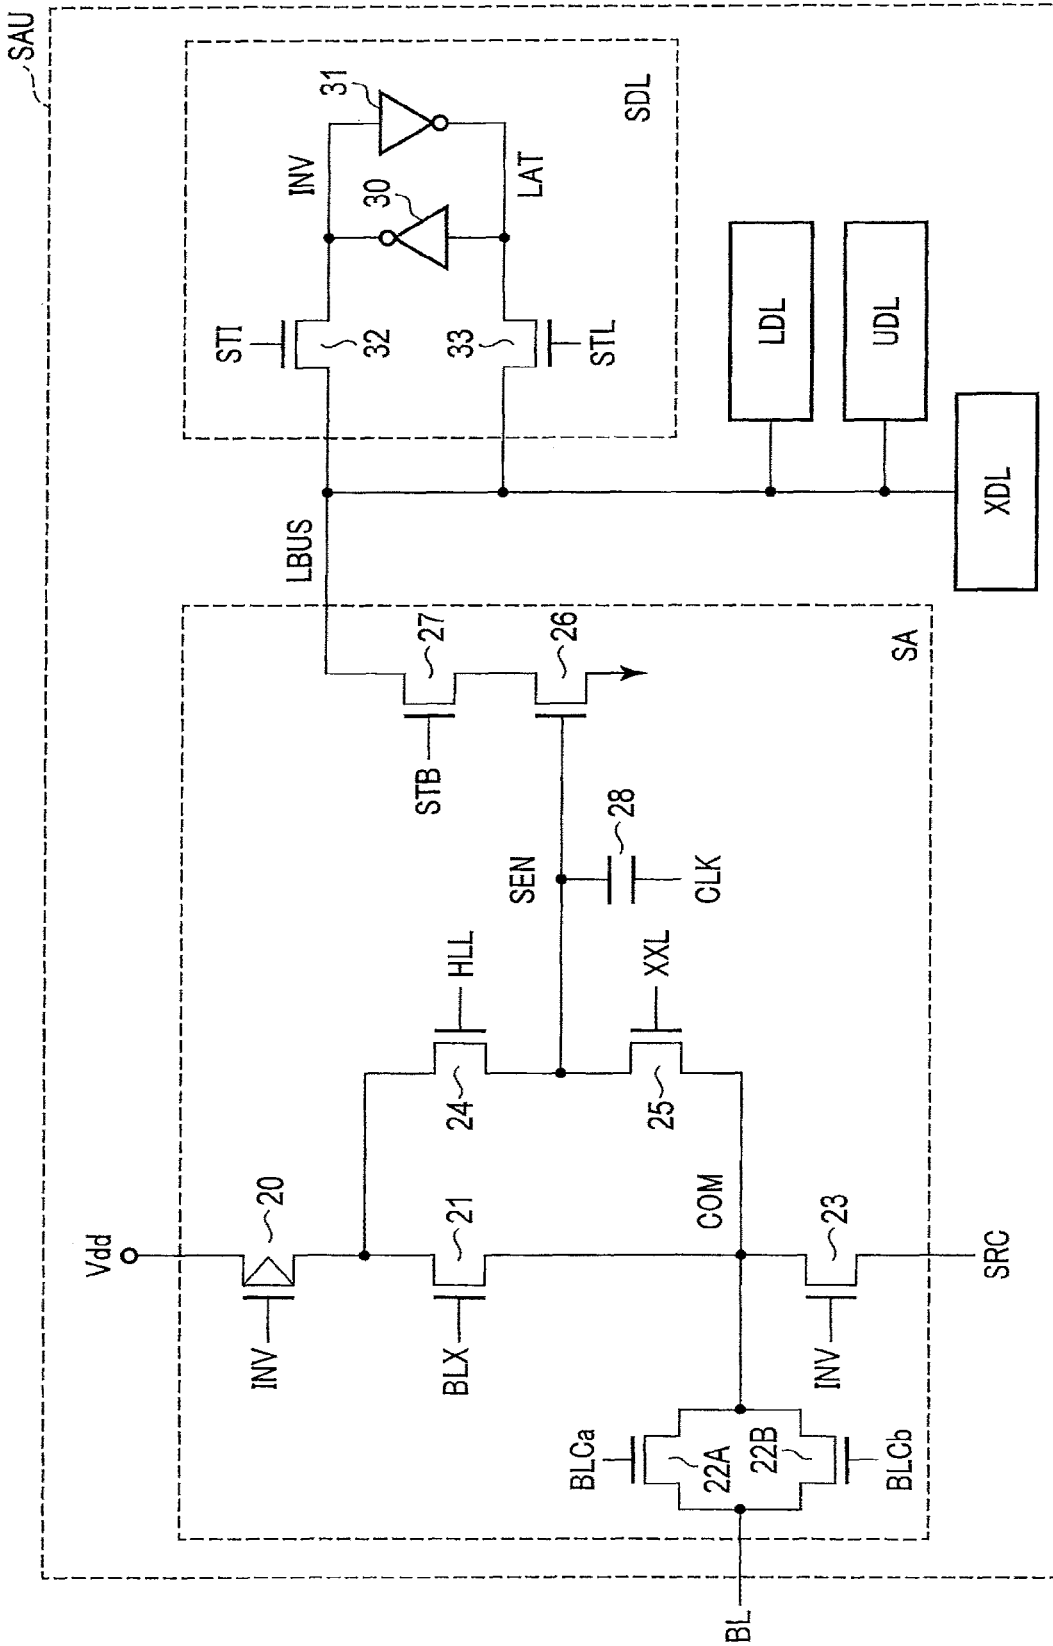 SAU
SDL
31
INV
30
LAT
STI
32
33
STL
LDL
UDL
XDL
LBUS
SA
27
26
STB
28
SEN
CLK
HLL
XXL
24
25
Vdd
20
21
COM
23
SRC
INV
BLX
INV
BLCa
22A
22B
BLCb
BL